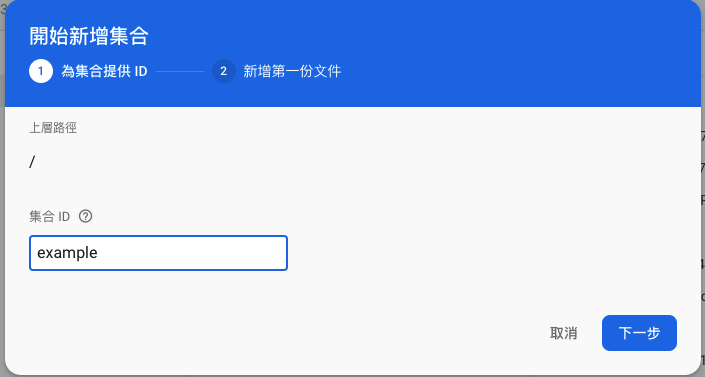 開始新增集合
1 為集合提供 ID 2 新增第一份文件
上層路徑
/
集合 ID ?
example
取消 下一步